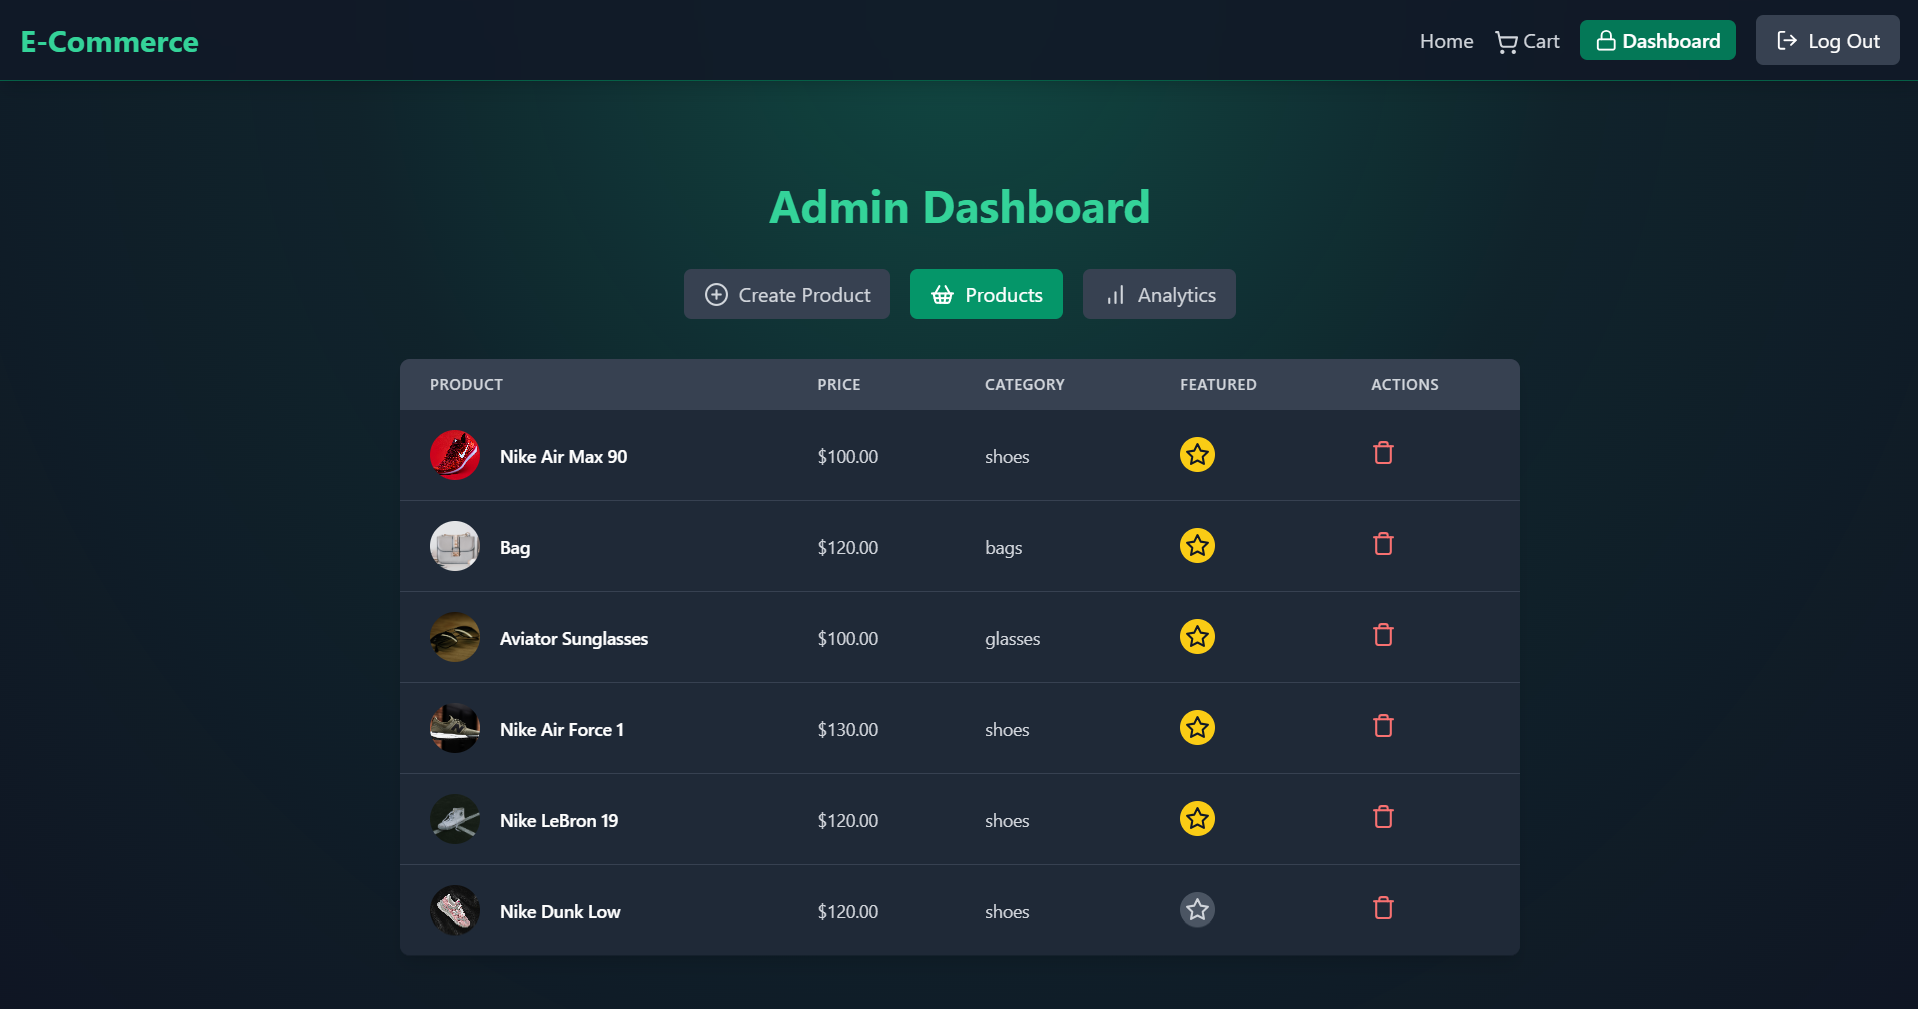 E-Commerce
Home Cart Dashboard Log Out
Admin Dashboard
Create Product Products Analytics
PRODUCT PRICE CATEGORY FEATURED ACTIONS
Nike Air Max 90 $100.00 shoes
Bag $120.00 bags
Aviator Sunglasses $100.00 glasses
Nike Air Force 1 $130.00 shoes
Nike LeBron 19 $120.00 shoes
Nike Dunk Low $120.00 shoes